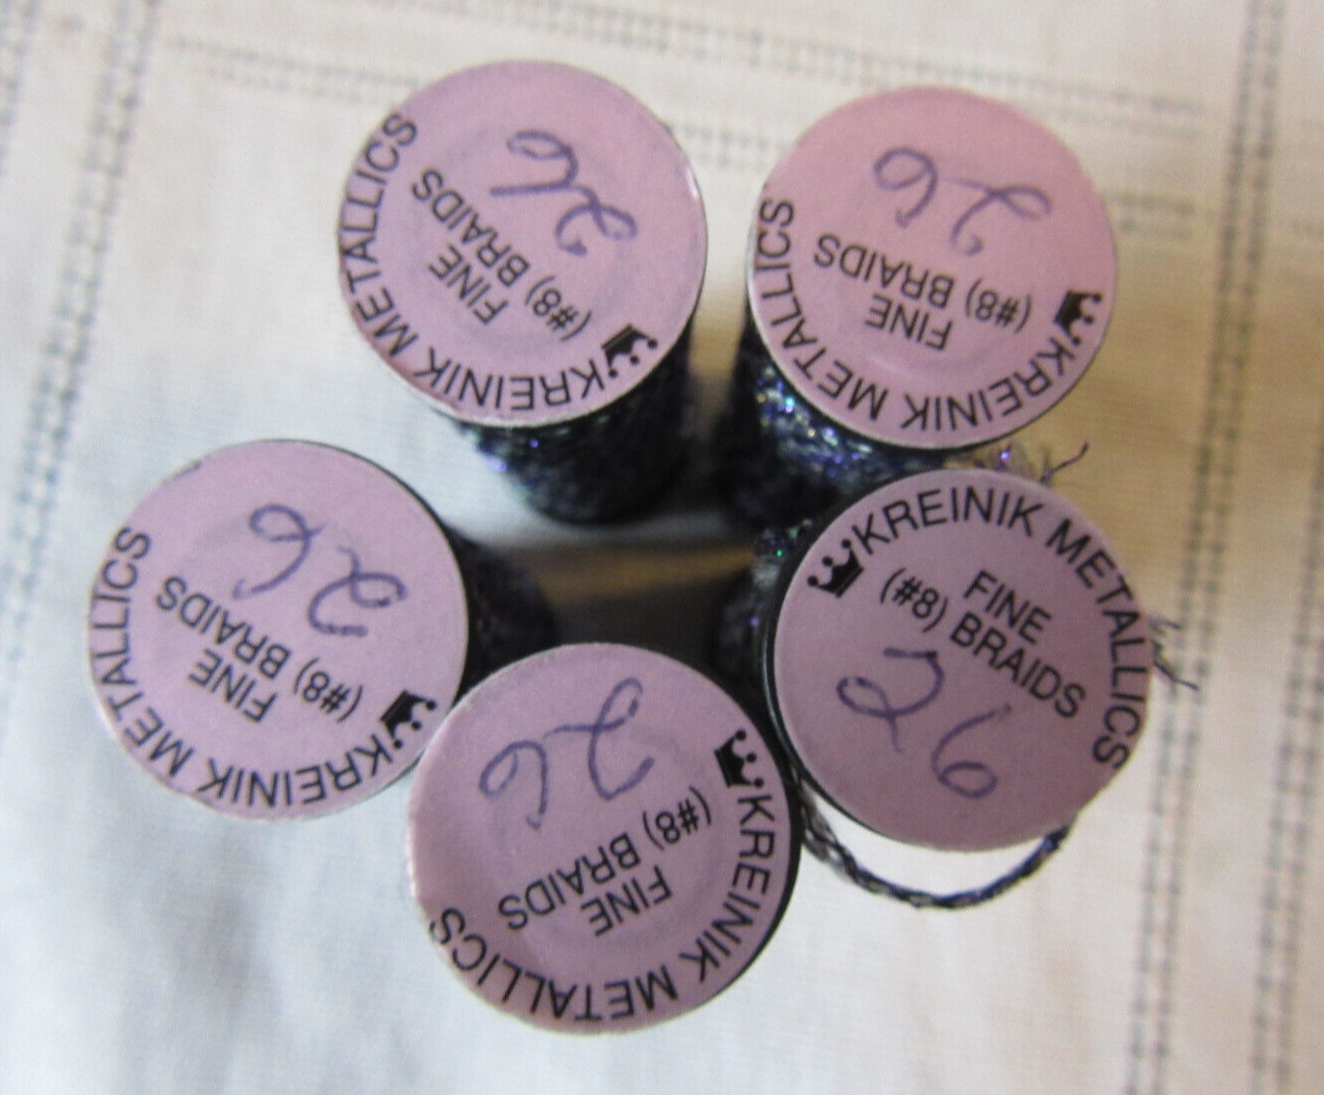 KREINIK METALLICS
FINE
(#8) BRAIDS
26
KREINIK METALLICS
FINE
(#8) BRAIDS
26
KREINIK METALLICS
FINE
(#8) BRAIDS
26
KREINIK METALLICS
FINE
(#8) BRAIDS
26
KREINIK METALLICS
FINE
(#8) BRAIDS
26